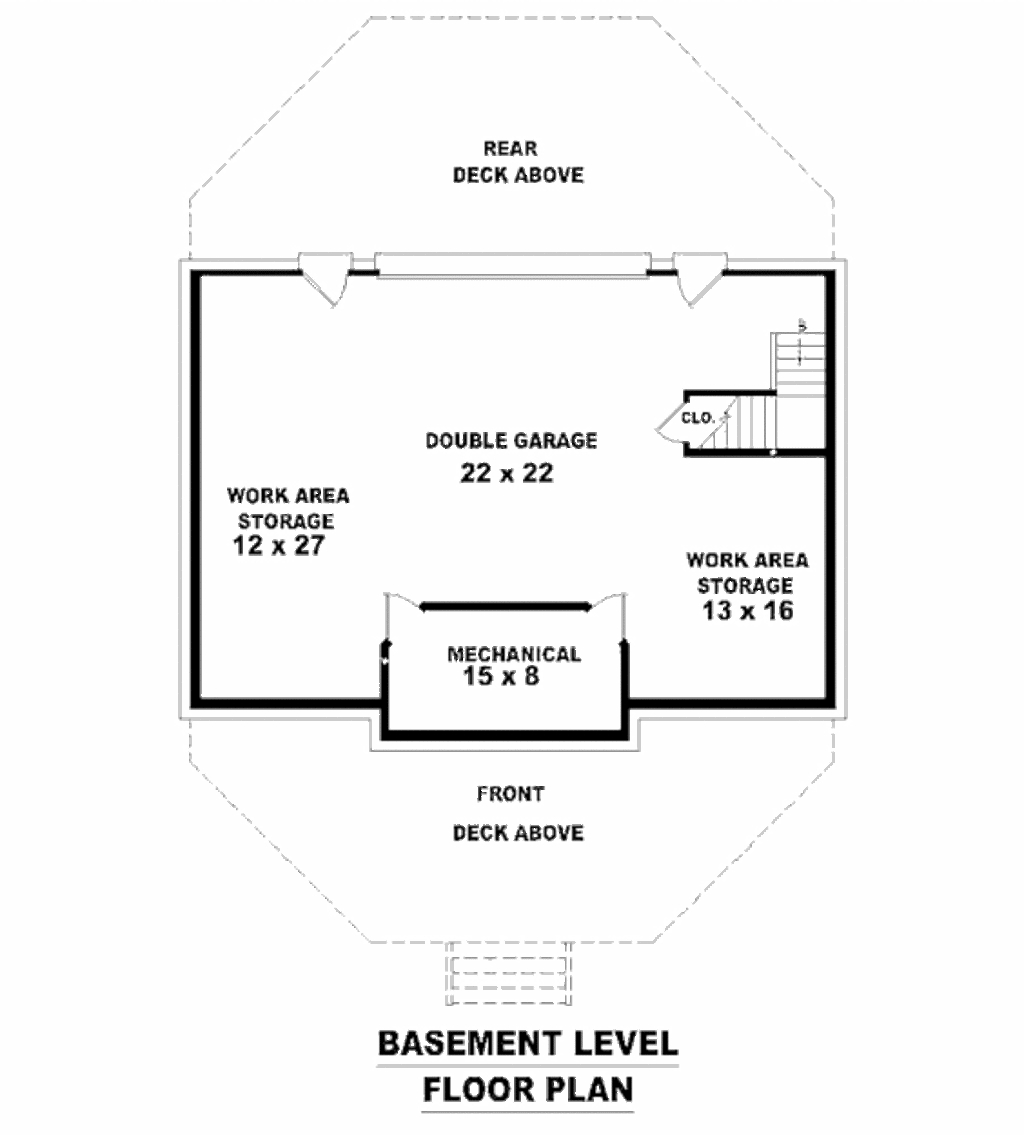 REAR
DECK ABOVE
CLO.
DOUBLE GARAGE
22 x 22
WORK AREA
STORAGE
12 x 27
WORK AREA
STORAGE
13 x 16
MECHANICAL
15 x 8
FRONT
DECK ABOVE
BASEMENT LEVEL
FLOOR PLAN